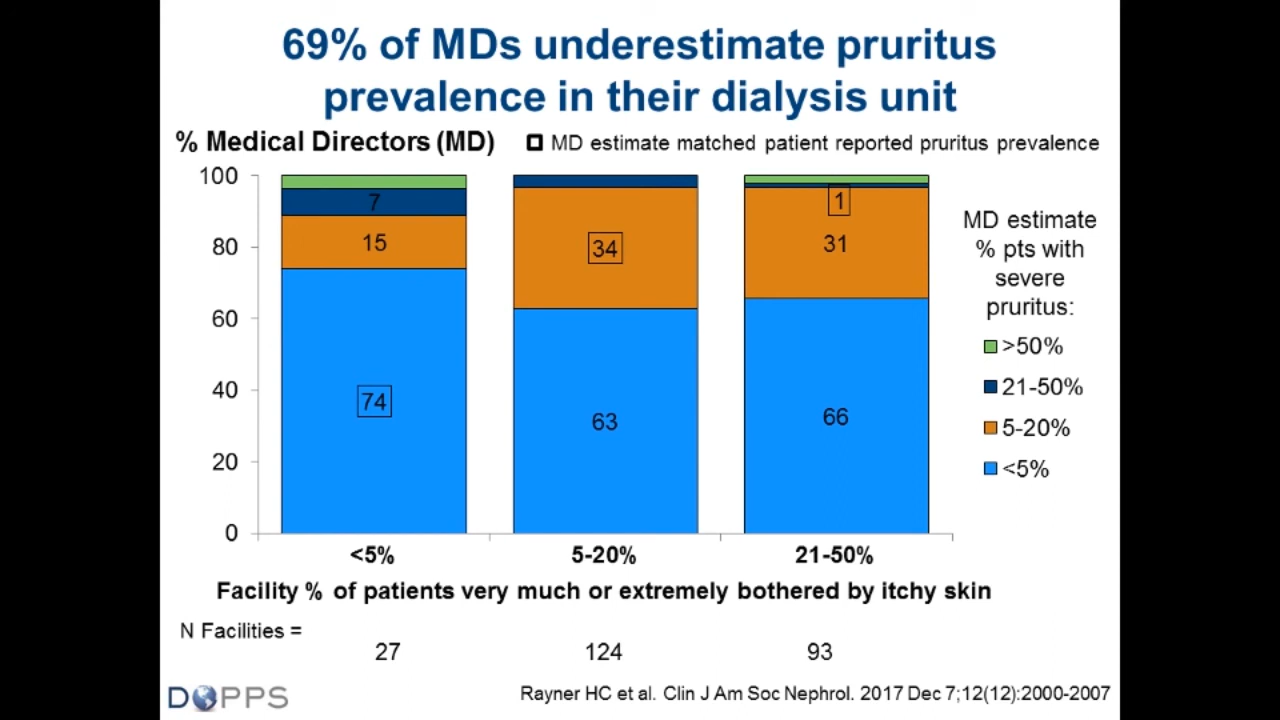 69% of MDs underestimate pruritus
prevalence in their dialysis unit
% Medical Directors (MD)
MD estimate matched patient reported pruritus prevalence
100
80
60
40
20
0
7
15
74
34
63
1
31
66
MD estimate
% pts with
severe
pruritus:
>50%
21-50%
5-20%
<5%
<5% 5-20% 21-50%
Facility % of patients very much or extremely bothered by itchy skin
N Facilities =
27 124 93
DOPPS
Rayner HC et al. Clin J Am Soc Nephrol. 2017 Dec 7;12(12):2000-2007